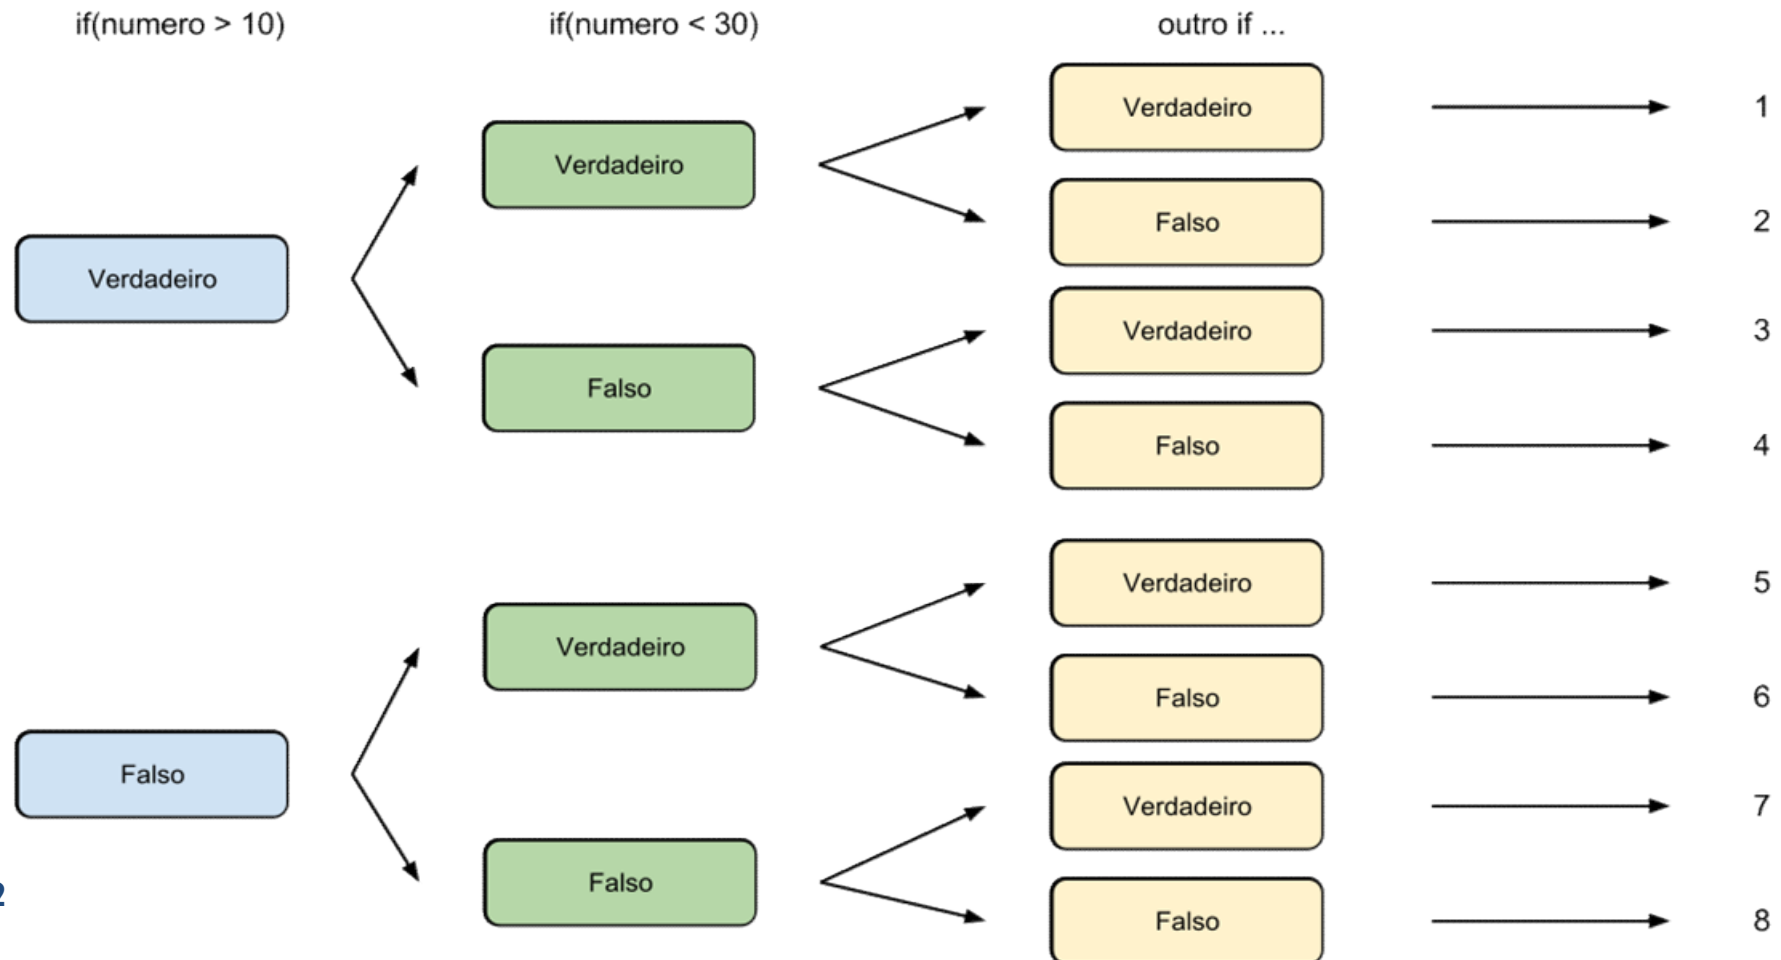 if(numero > 10)
if(numero < 30)
outro if ...
Verdadeiro
Falso
Verdadeiro
Falso
Verdadeiro
Falso
Verdadeiro
Falso
Verdadeiro
Falso
Verdadeiro
Falso
Verdadeiro
Falso
1
2
3
4
5
6
7
8
2